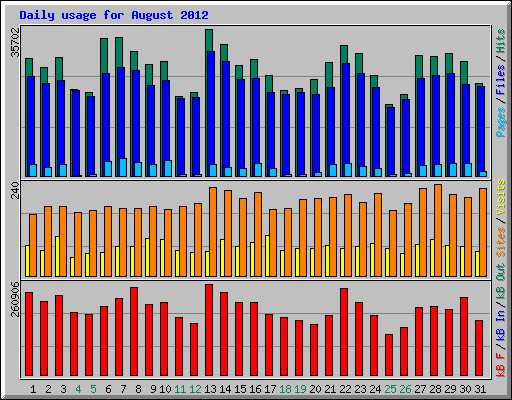 Daily usage for August 2012
35702
240
260906
Pages / Files / Hits
Sites / Visits
kB F / kB In / kB Out
1 2 3 4 5 6 7 8 9 10 11 12 13 14 15 16 17 18 19 20 21 22 23 24 25 26 27 28 29 30 31